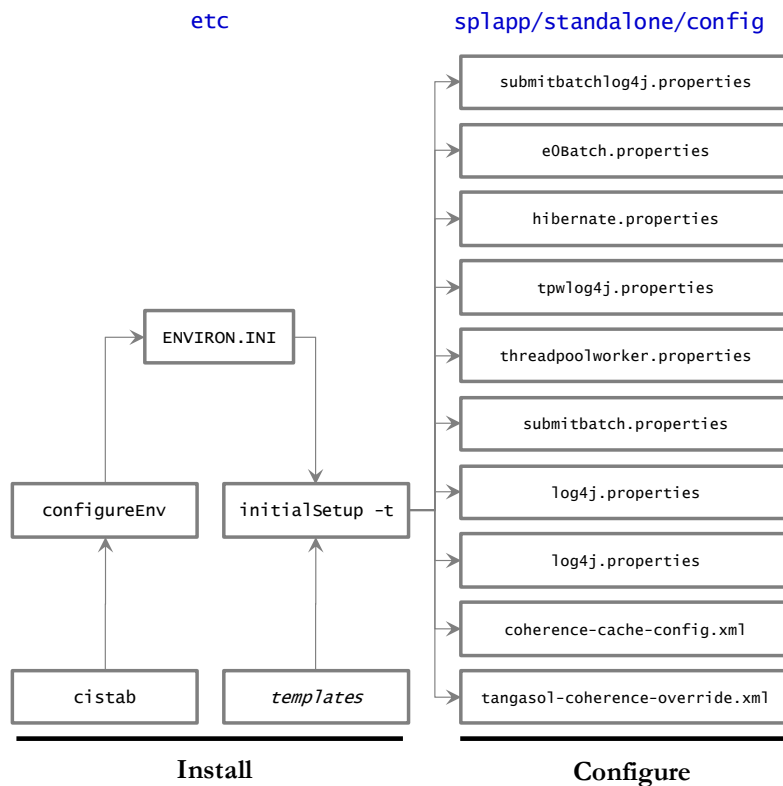 etc
splapp/standalone/config
submitbatchlog4j.properties
e0Batch.properties
hibernate.properties
tpwlog4j.properties
ENVIRON.INI
threadpoolworker.properties
submitbatch.properties
configureEnv
initialSetup -t
log4j.properties
log4j.properties
coherence-cache-config.xml
cistab
templates
tangasol-coherence-override.xml
Install
Configure